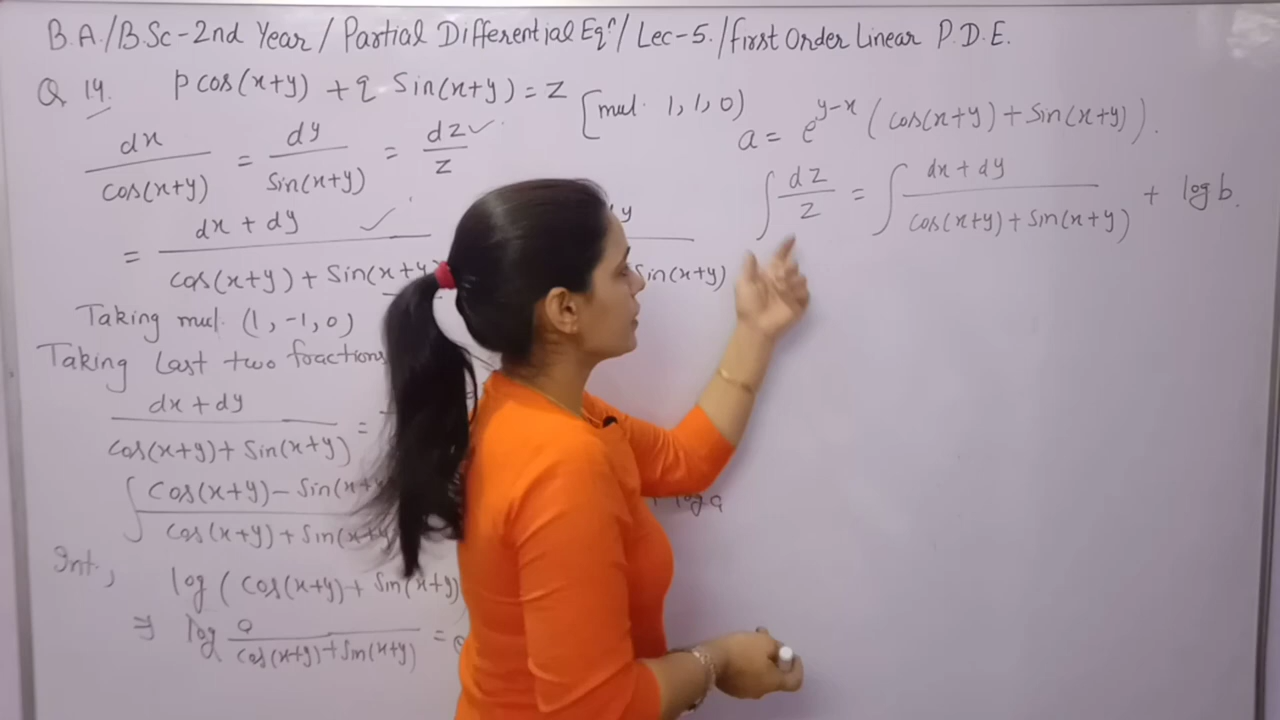 B.A./B.Sc-2nd Year / Partial Differential Eqⁿ/ Lec-5./First Order Linear P.D.E.
Q 14. p cos(x+y) + q Sin(x+y) = z [mul. 1, 1, 0)
dx/cos(x+y) = dy/Sin(x+y) = dz/z ✓
= dx + dy/cos(x+y) + Sin(x+y) ✓ y/Sin(x+y)
Taking mul. (1, -1, 0)
Taking Last two fractions
dx + dy/cos(x+y) + Sin(x+y) =
∫ Cos(x+y) - Sin(x+y/cos(x+y) + Sin(x+y + log a
Int., log ( Cos(x+y) + Sin(x+y)
⇒ log a/cos(x+y) + Sin(x+y) =
a = e^{y-x} ( cos(x+y) + Sin(x+y) ).
∫ dz/z = ∫ dx + dy/cos(x+y) + Sin(x+y) + log b.